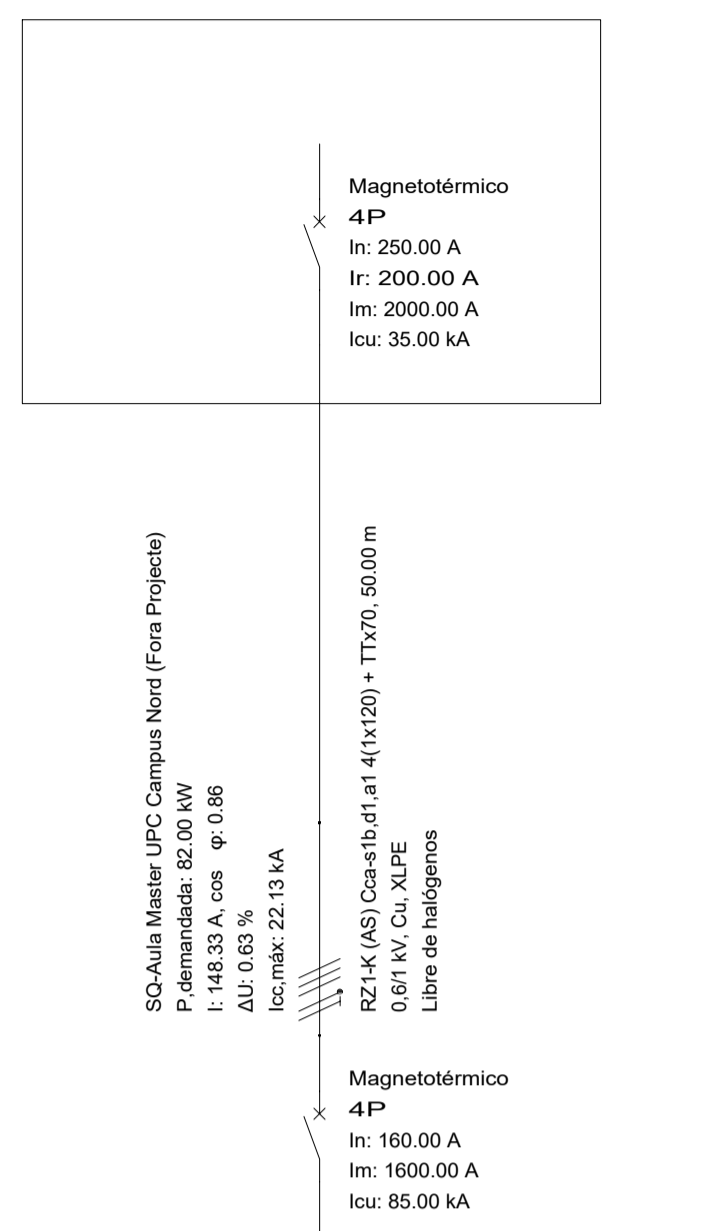 Magnetotérmico
4P
In: 250.00 A
Ir: 200.00 A
Im: 2000.00 A
Icu: 35.00 kA
SQ-Aula Master UPC Campus Nord (Fora Projecte)
P,demandada: 82.00 kW
I: 148.33 A, cos φ: 0.86
ΔU: 0.63 %
Icc,máx: 22.13 kA
RZ1-K (AS) Cca-s1b,d1,a1 4(1x120) + TTx70, 50.00 m
0,6/1 kV, Cu, XLPE
Libre de halógenos
Magnetotérmico
4P
In: 160.00 A
Im: 1600.00 A
Icu: 85.00 kA